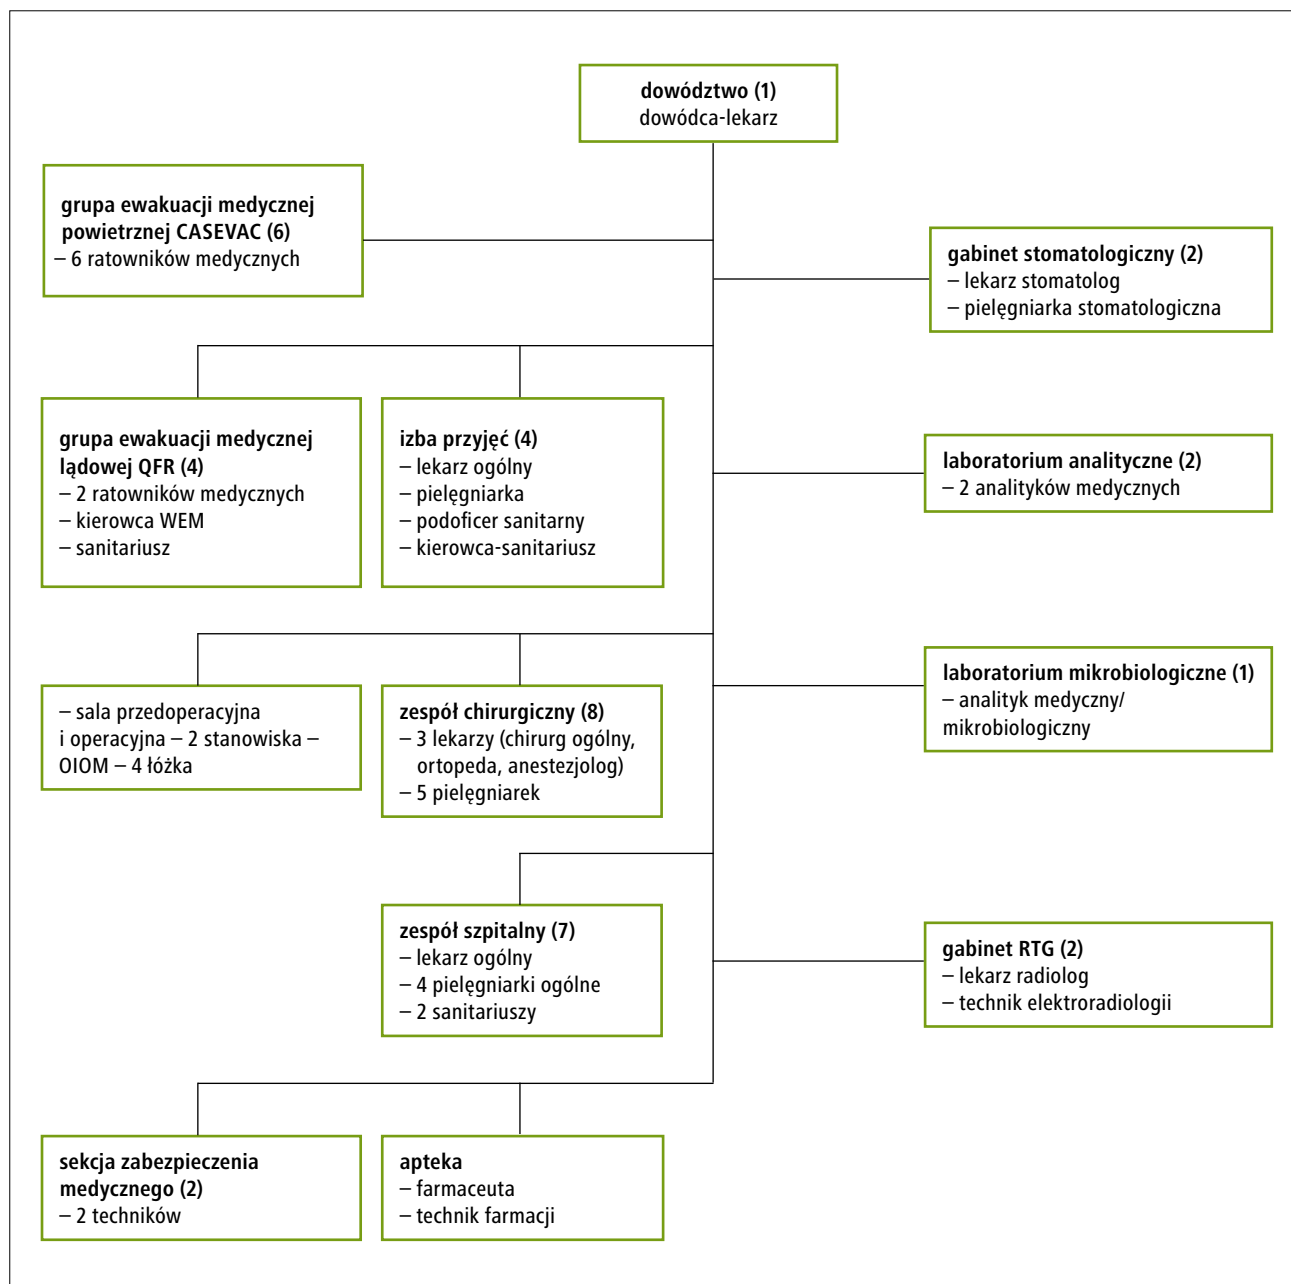 dowództwo (1)
dowódca-lekarz
grupa ewakuacji medycznej
powietrznej CASEVAC (6)
– 6 ratowników medycznych
gabinet stomatologiczny (2)
– lekarz stomatolog
– pielęgniarka stomatologiczna
grupa ewakuacji medycznej
lądowej QFR (4)
– 2 ratowników medycznych
– kierowca WEM
– sanitariusz
izba przyjęć (4)
– lekarz ogólny
– pielęgniarka
– podoficer sanitarny
– kierowca-sanitariusz
laboratorium analityczne (2)
– 2 analityków medycznych
– sala przedoperacyjna
i operacyjna – 2 stanowiska –
OIOM – 4 łóżka
zespół chirurgiczny (8)
– 3 lekarzy (chirurg ogólny,
ortopeda, anestezjolog)
– 5 pielęgniarek
laboratorium mikrobiologiczne (1)
– analityk medyczny/
mikrobiologiczny
zespół szpitalny (7)
– lekarz ogólny
– 4 pielęgniarki ogólne
– 2 sanitariuszy
gabinet RTG (2)
– lekarz radiolog
– technik elektroradiologii
sekcja zabezpieczenia
medycznego (2)
– 2 techników
apteka
– farmaceuta
– technik farmacji